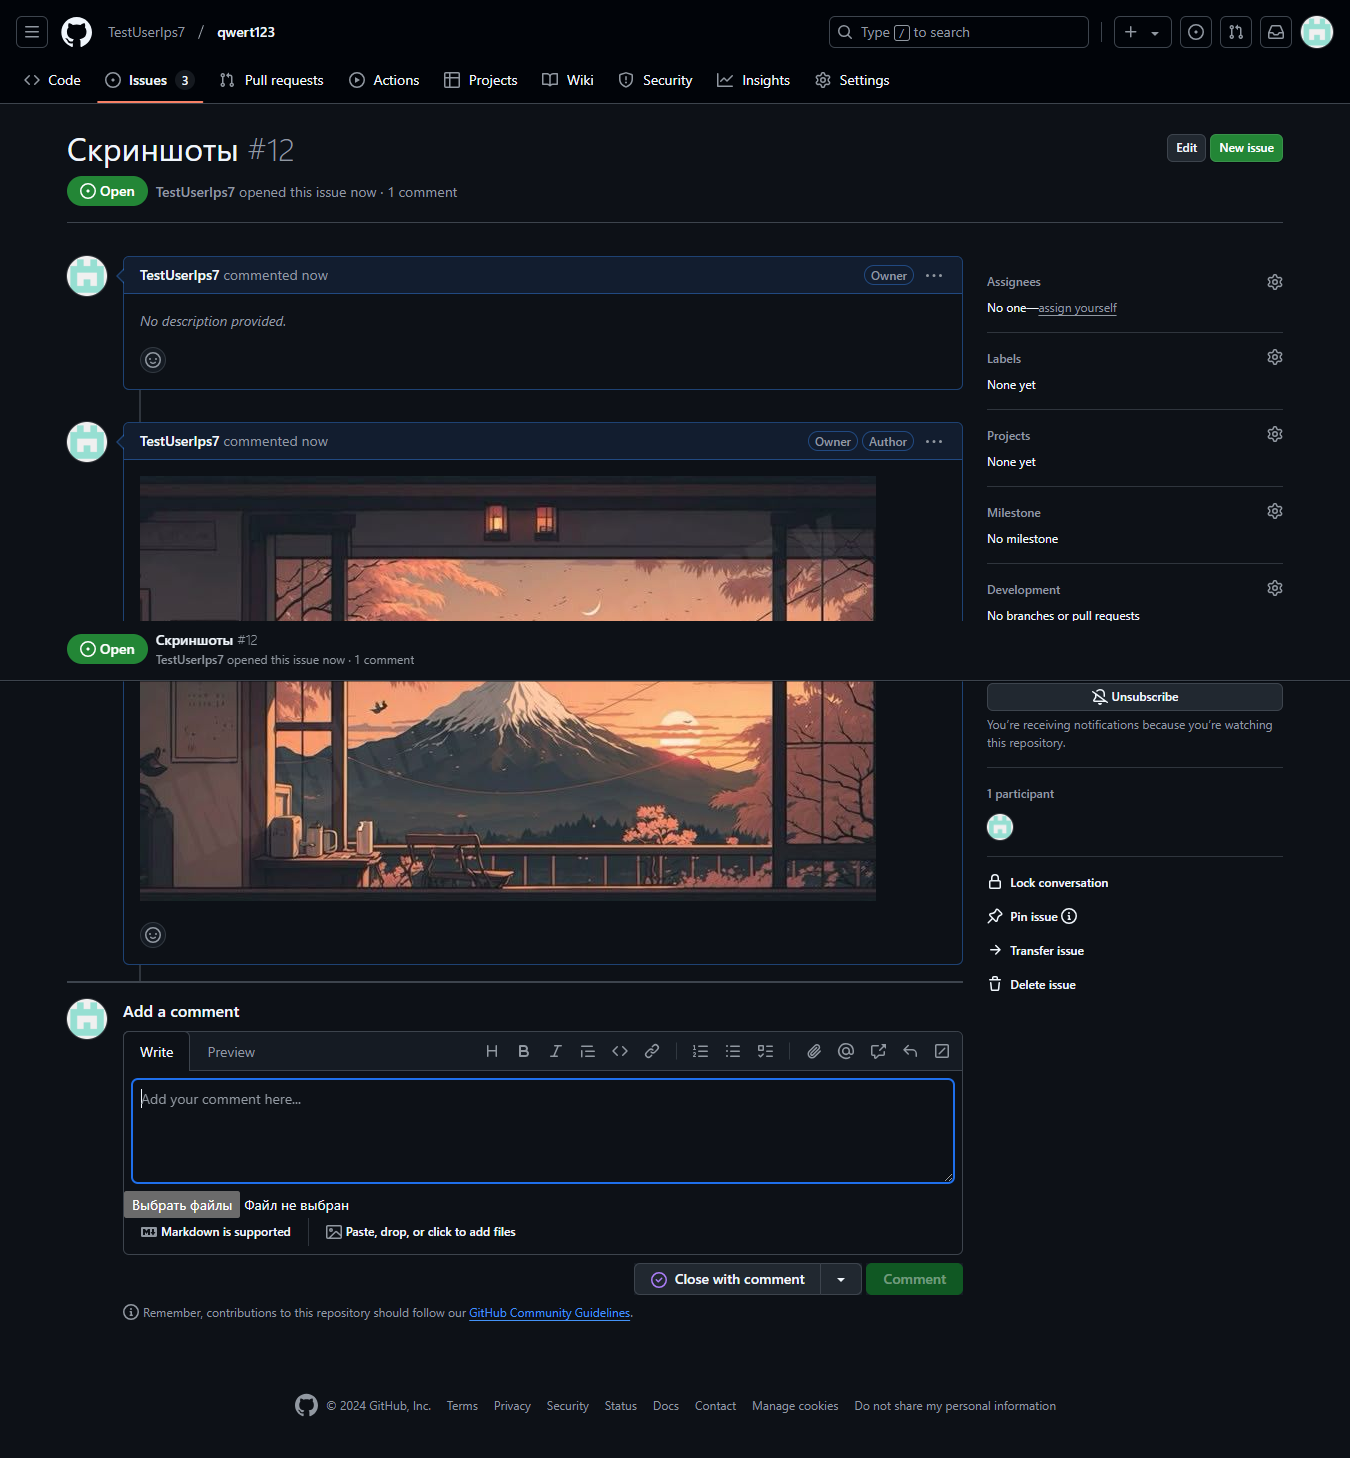 TestUserIps7 / qwert123
Type / to search
Code
Issues 3
Pull requests
Actions
Projects
Wiki
Security
Insights
Settings
Скриншоты #12
Edit
New issue
Open
TestUserIps7 opened this issue now · 1 comment
TestUserIps7 commented now
Owner
No description provided.
TestUserIps7 commented now
Owner
Author
Open
Скриншоты #12
TestUserIps7 opened this issue now · 1 comment
Add a comment
Write
Preview
Add your comment here...
Выбрать файлы Файл не выбран
Markdown is supported
Paste, drop, or click to add files
Close with comment
Comment
Remember, contributions to this repository should follow our GitHub Community Guidelines.
Assignees
No one—assign yourself
Labels
None yet
Projects
None yet
Milestone
No milestone
Development
No branches or pull requests
Unsubscribe
You're receiving notifications because you're watching
this repository.
1 participant
Lock conversation
Pin issue
Transfer issue
Delete issue
© 2024 GitHub, Inc. Terms Privacy Security Status Docs Contact Manage cookies Do not share my personal information